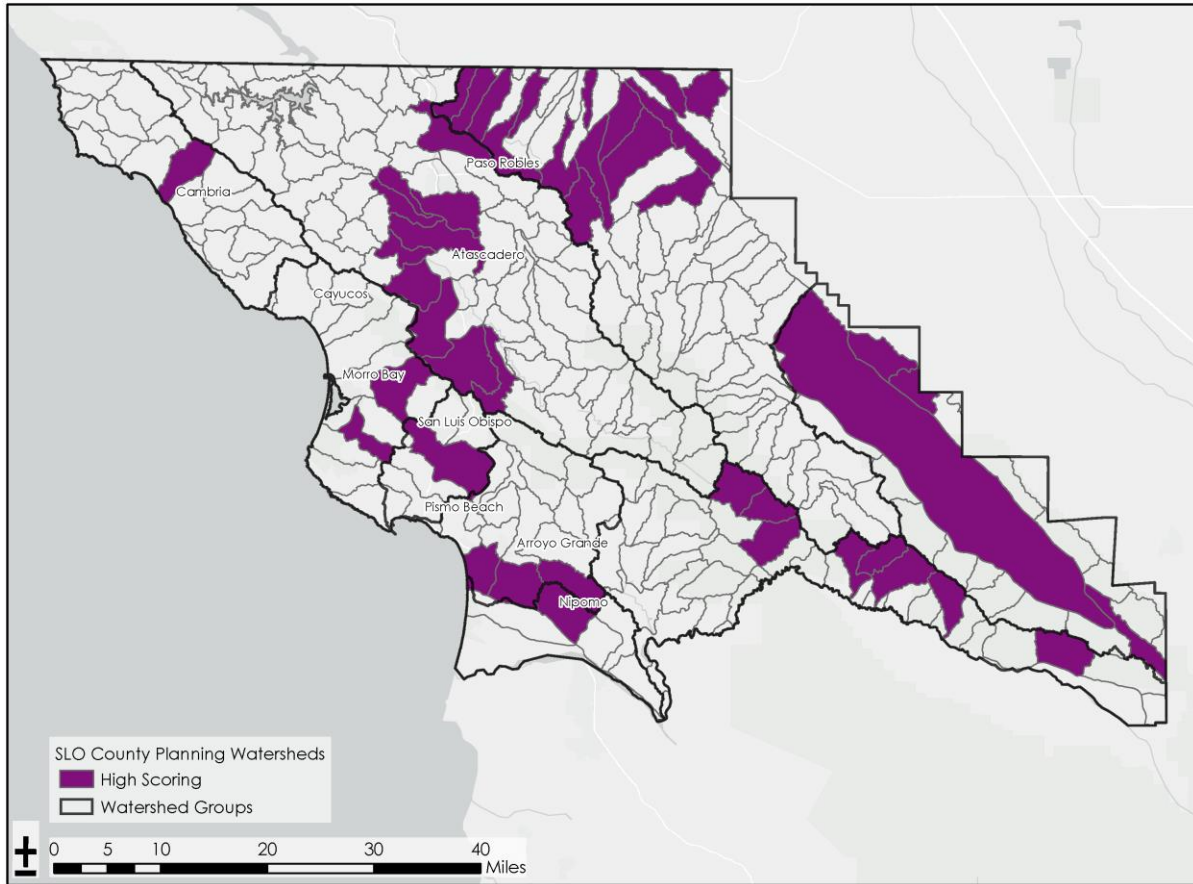 Paso Robles
Cambria
Atascadero
Cayucos
Morro Bay
San Luis Obispo
Pismo Beach
Arroyo Grande
Nipomo
SLO County Planning Watersheds
High Scoring
Watershed Groups
0 5 10 20 30 40
Miles